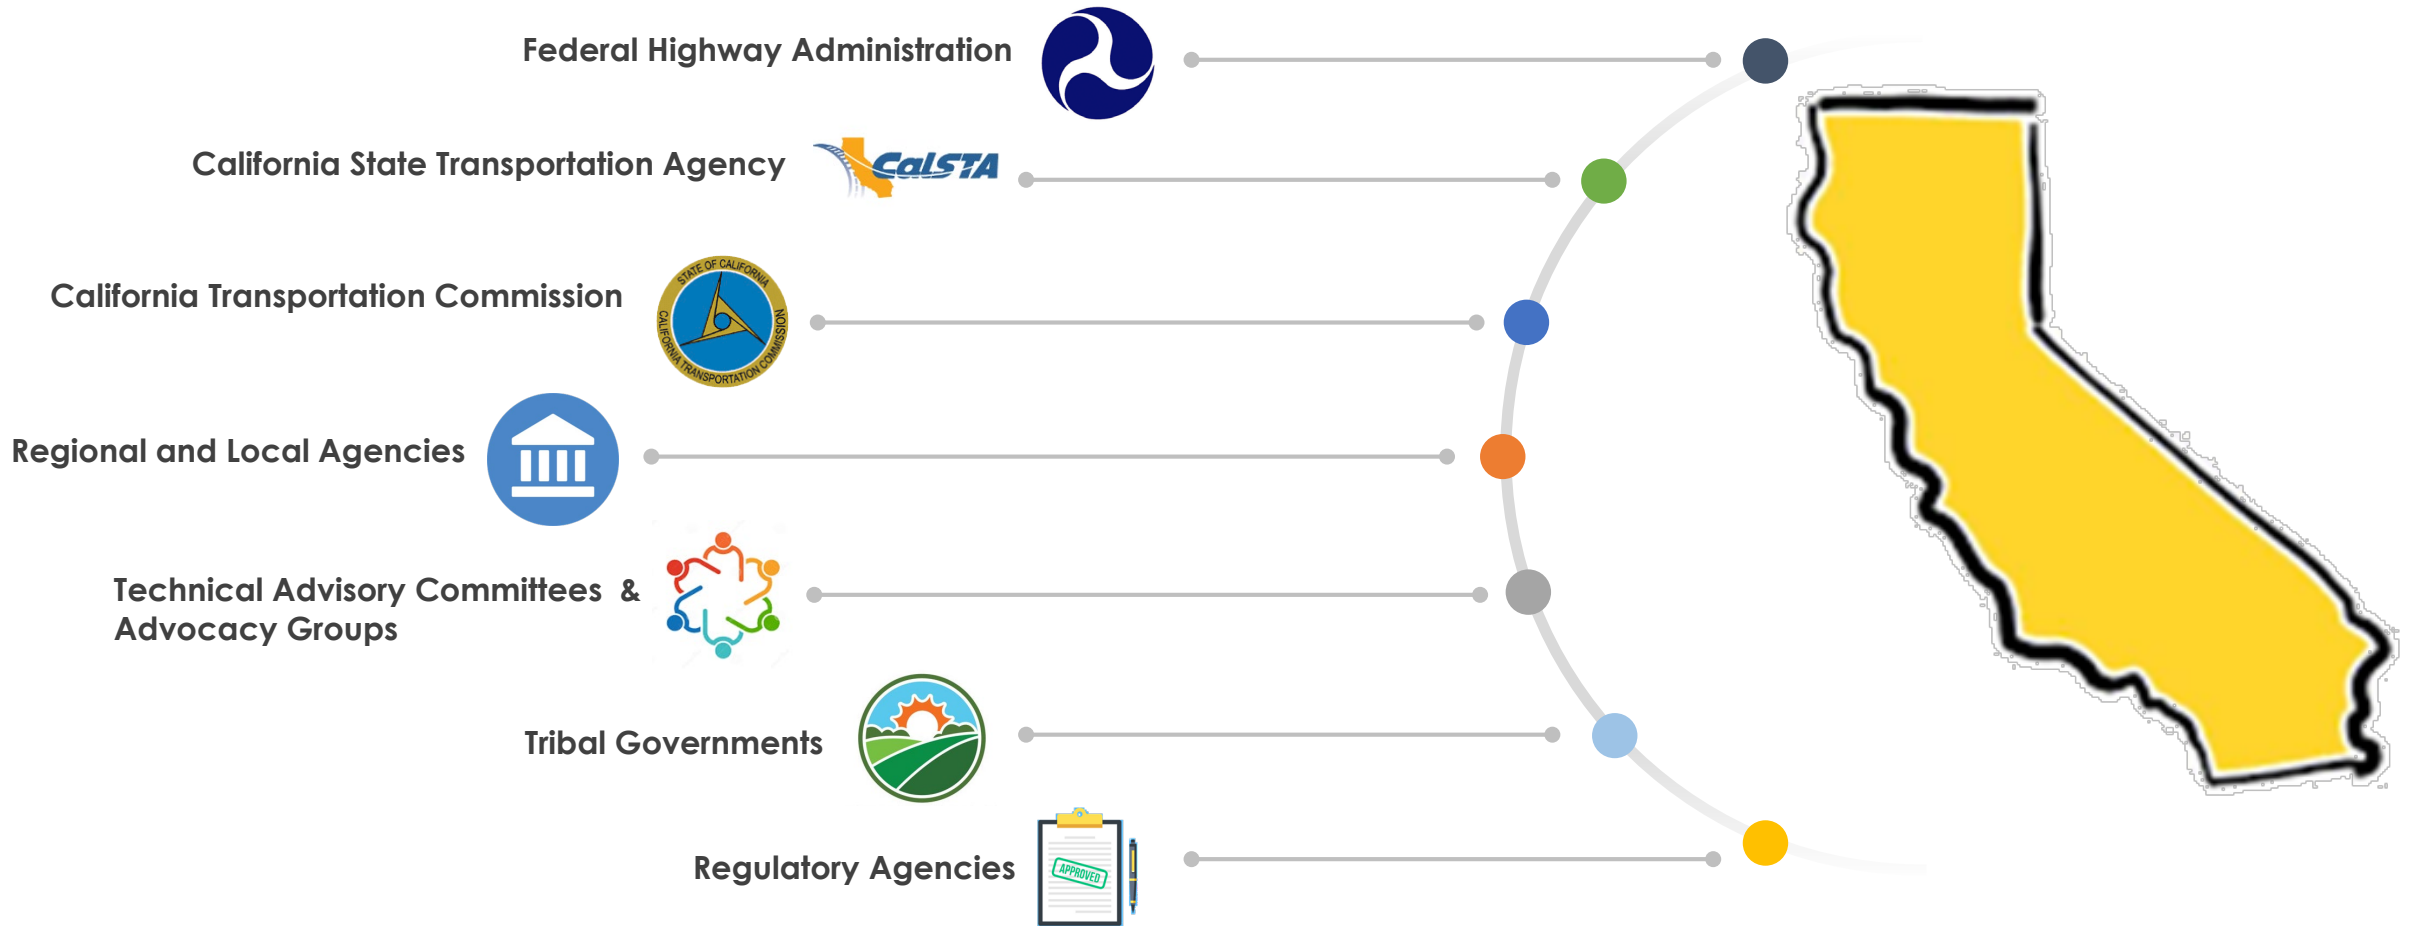 Federal Highway Administration
California State Transportation Agency
CalSTA
California Transportation Commission
STATE OF CALIFORNIA
CALIFORNIA TRANSPORTATION COMMISSION
Regional and Local Agencies
Technical Advisory Committees &
Advocacy Groups
Tribal Governments
Regulatory Agencies
APPROVED